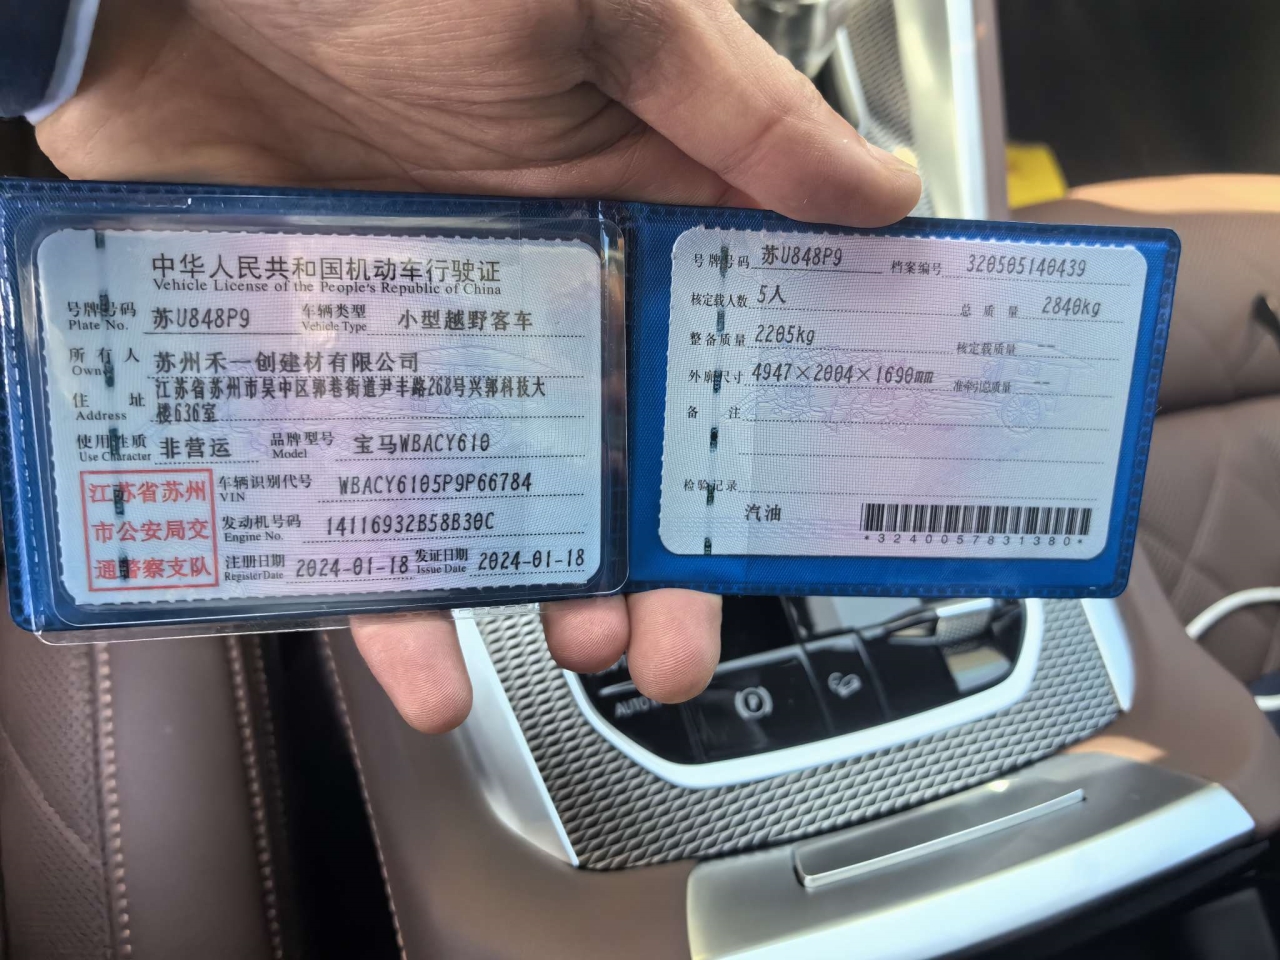 中华人民共和国机动车行驶证
Vehicle License of the People's Republic of China
号牌号码 苏U848P9 车辆类型 小型越野客车
Plate No. Vehicle Type
所有人 苏州禾一创建材有限公司
Owner
住址 江苏省苏州市吴中区郭巷街道尹丰路268号兴郭科技大
Address 楼636室
使用性质 非营运 品牌型号 宝马WBACY610
Use Character Model
江苏省苏州
市公安局交
通警察支队
车辆识别代号 WBACY6105P9P66784
VIN
发动机号码 14116932B58B30C
Engine No.
注册日期 2024-01-18 发证日期 2024-01-18
Register Date Issue Date
号牌号码 苏U848P9 档案编号 320505140439
核定载人数 5人 总质量 2840kg
整备质量 2205kg 核定载质量 --
外廓尺寸 4947×2004×1690mm 准牵引总质量 --
备注
检验记录
汽油
*3240057831380*
AUTO
P